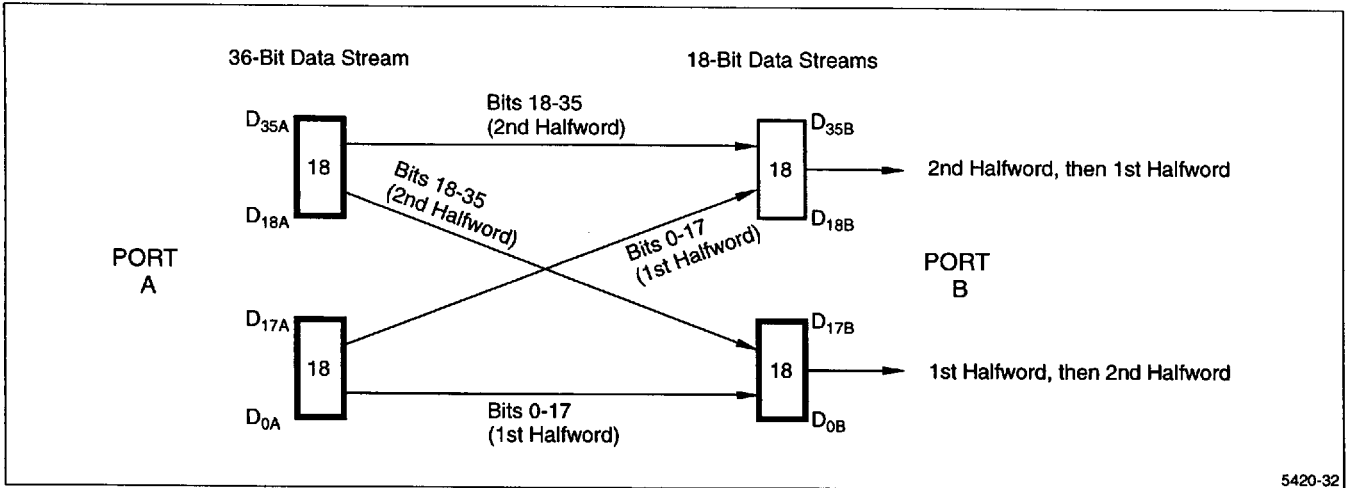 36-Bit Data Stream
18-Bit Data Streams
Bits 18-35
(2nd Halfword)
D35A
D35B
18
18
2nd Halfword, then 1st Halfword
Bits 18-35
(2nd Halfword)
D18A
D18B
Bits 0-17
(1st Halfword)
PORT
A
PORT
B
D17A
D17B
18
18
1st Halfword, then 2nd Halfword
D0A
D0B
Bits 0-17
(1st Halfword)
5420-32